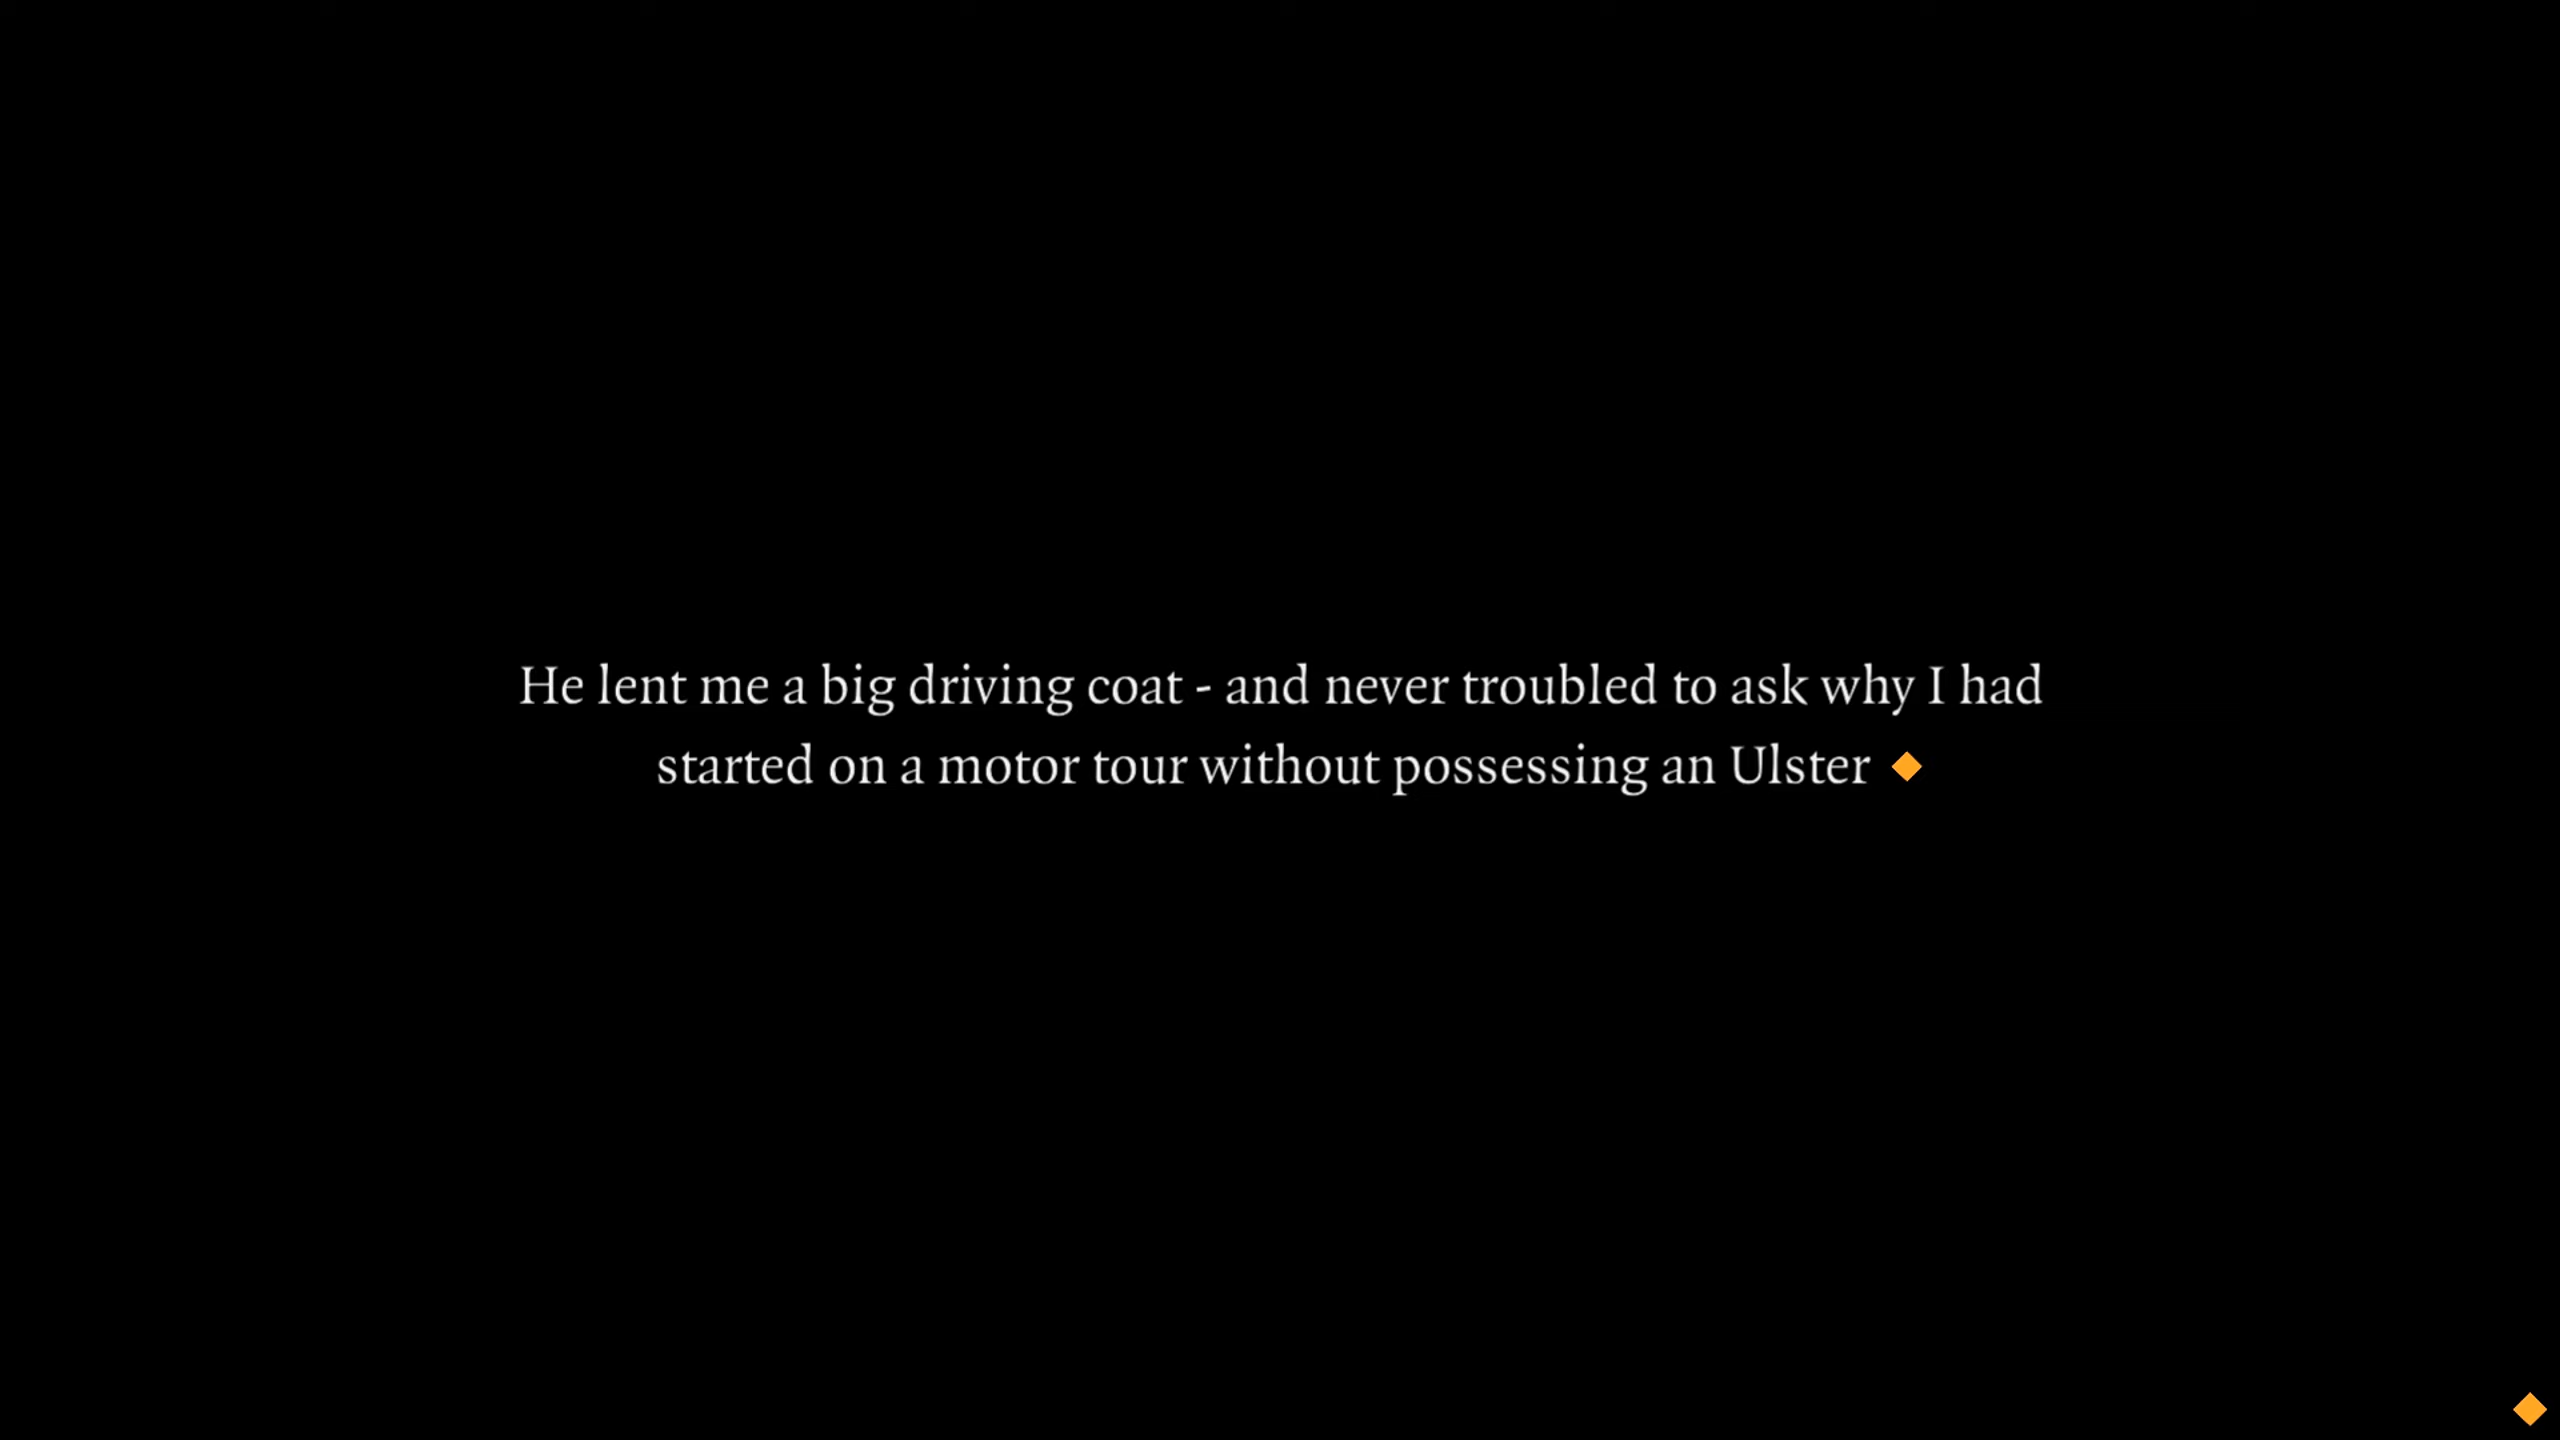 He lent me a big driving coat - and never troubled to ask why I had
started on a motor tour without possessing an Ulster